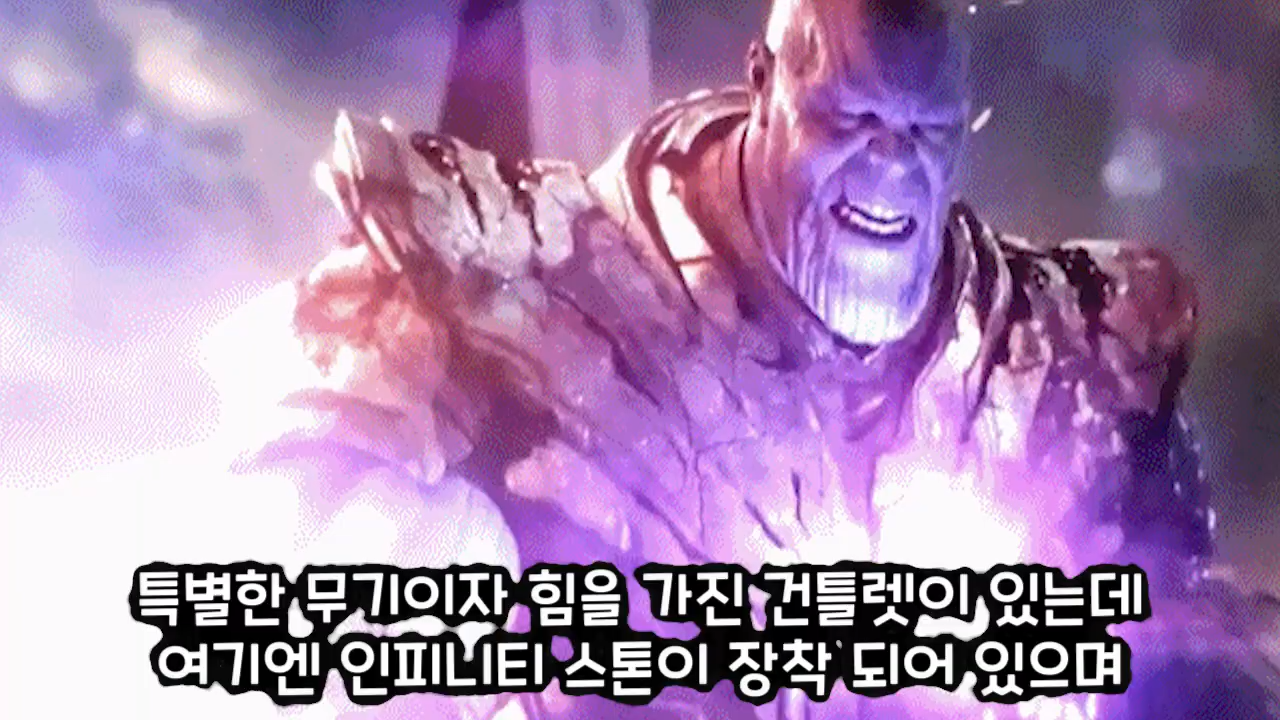 특별한 무기이자 힘을 가진 건틀렛이 있는데
여기엔 인피니티 스톤이 장착 되어 있으며